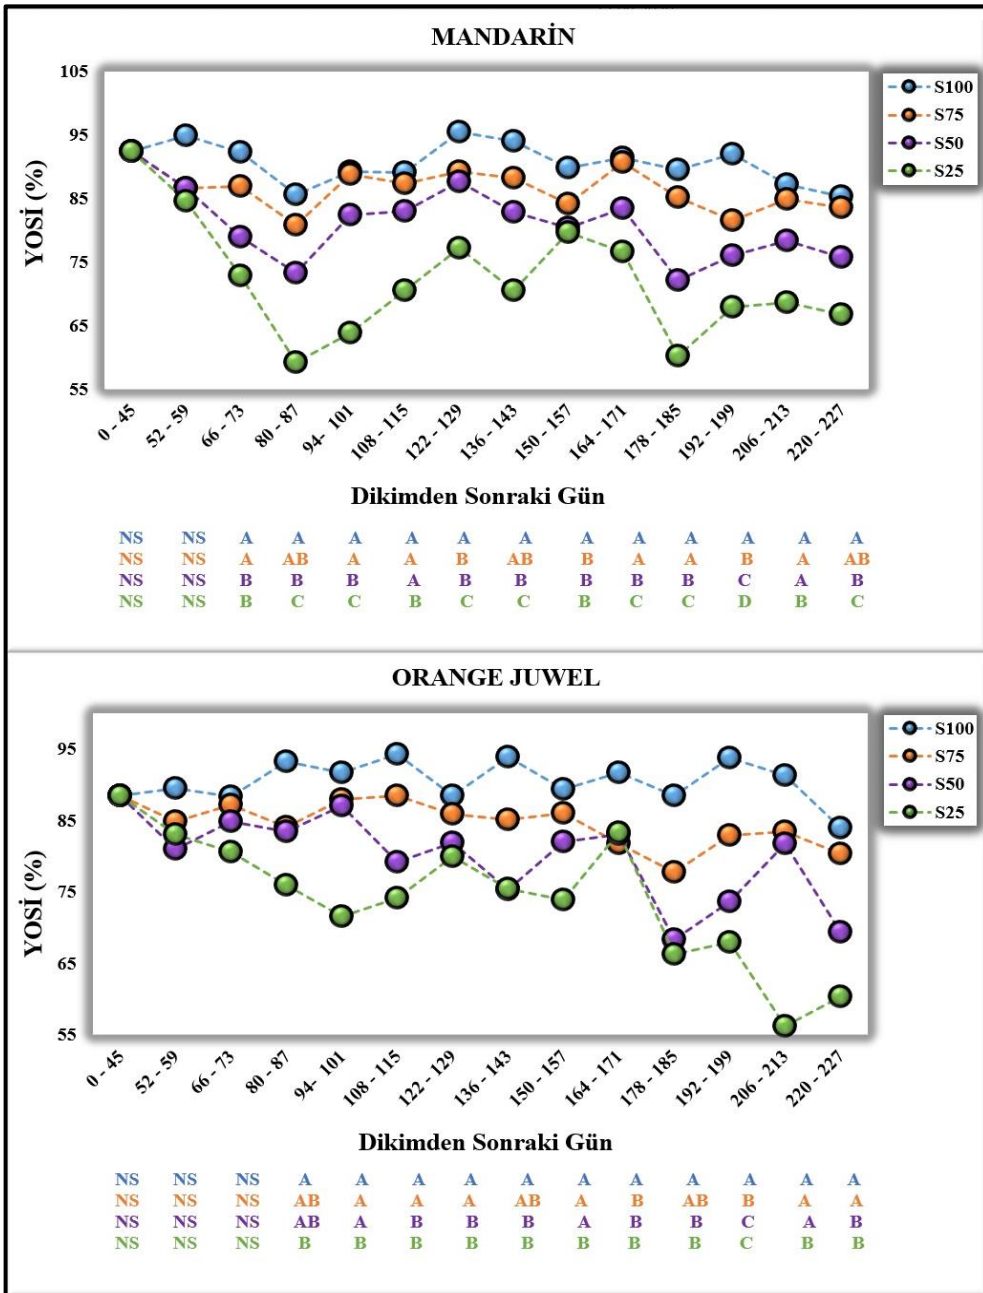 MANDARİN
105
95
85
75
65
55
YOSİ (%)
S100
S75
S50
S25
0 - 45
52 - 59
66 - 73
80 - 87
94- 101
108 - 115
122 - 129
136 - 143
150 - 157
164 - 171
178 - 185
192 - 199
206 - 213
220 - 227
Dikimden Sonraki Gün
NS NS A A A A A A A A A A A A
NS NS A AB A A B AB B A A B A AB
NS NS B B B A B B B B B C A B
NS NS B C C B C C B C C D B C
ORANGE JUWEL
95
85
75
65
55
YOSİ (%)
S100
S75
S50
S25
0 - 45
52 - 59
66 - 73
80 - 87
94- 101
108 - 115
122 - 129
136 - 143
150 - 157
164 - 171
178 - 185
192 - 199
206 - 213
220 - 227
Dikimden Sonraki Gün
NS NS NS A A A A A A A A A A A
NS NS NS AB A A A AB A B AB B A A
NS NS NS AB A B B B A B B C A B
NS NS NS B B B B B B B B C B B